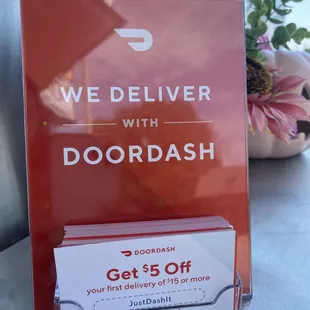 WE DELIVER
WITH
DOORDASH
DOORDASH
Get $5 Off
your first delivery of $15 or more
JustDashIt